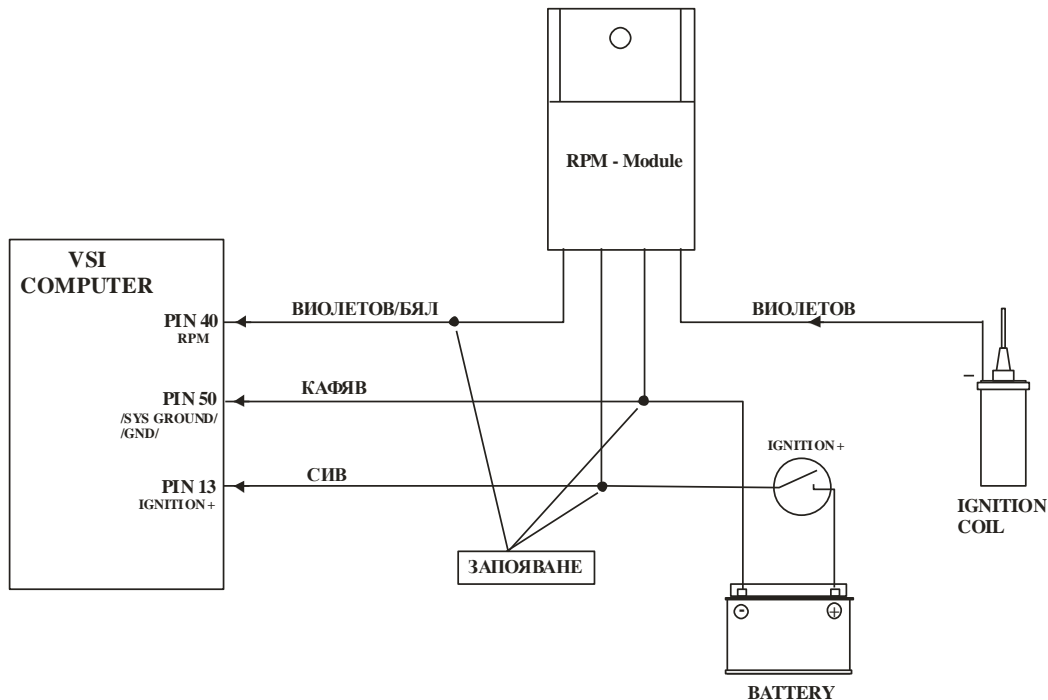 RPM - Module
VSI
COMPUTER
ВИОЛЕТОВ/БЯЛ
ВИОЛЕТОВ
PIN 40
RPM
–
КАФЯВ
PIN 50
/SYS GROUND/
/GND/
IGNITION +
СИВ
PIN 13
IGNITION +
IGNITION
COIL
ЗАПОЯВАНЕ
- +
BATTERY